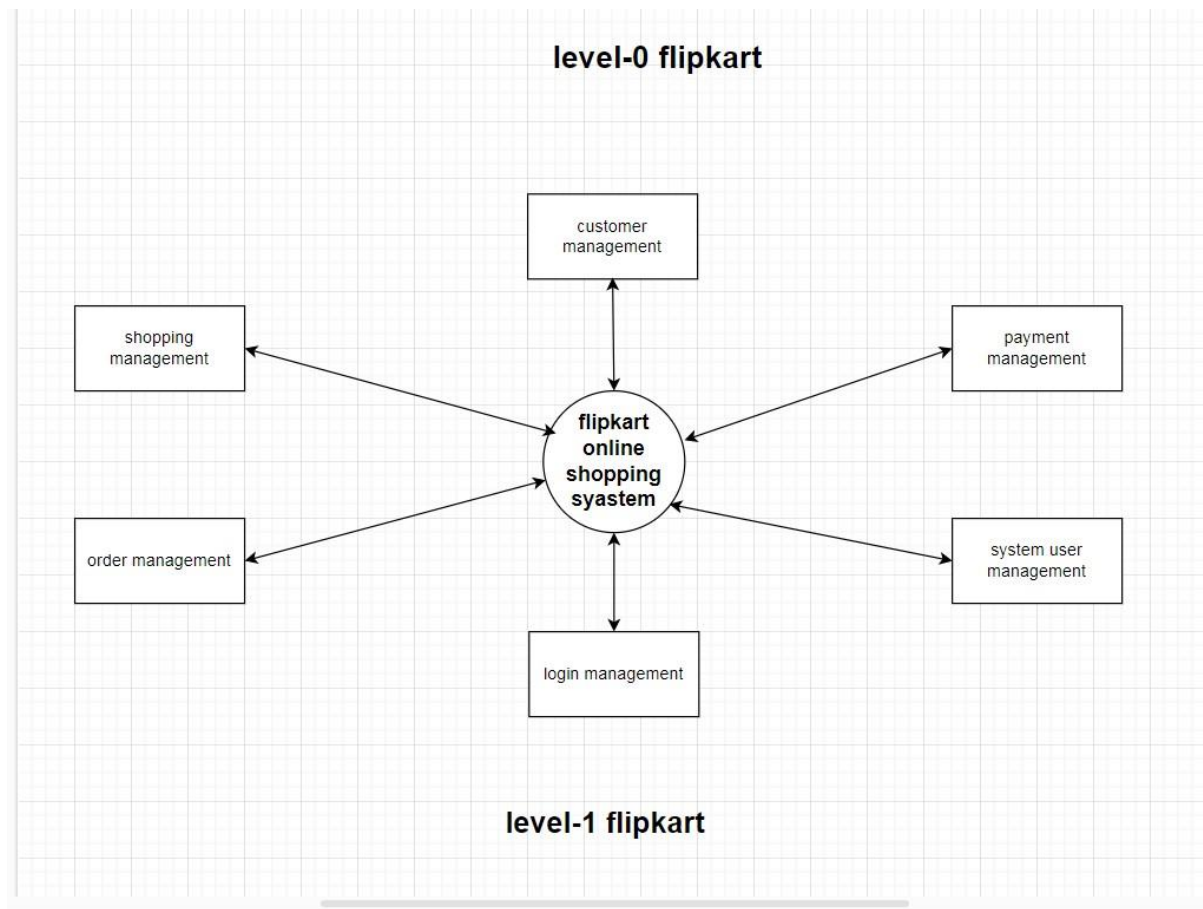 level-0 flipkart
customer
management
shopping
management
payment
management
flipkart
online
shopping
syastem
order management
system user
management
login management
level-1 flipkart